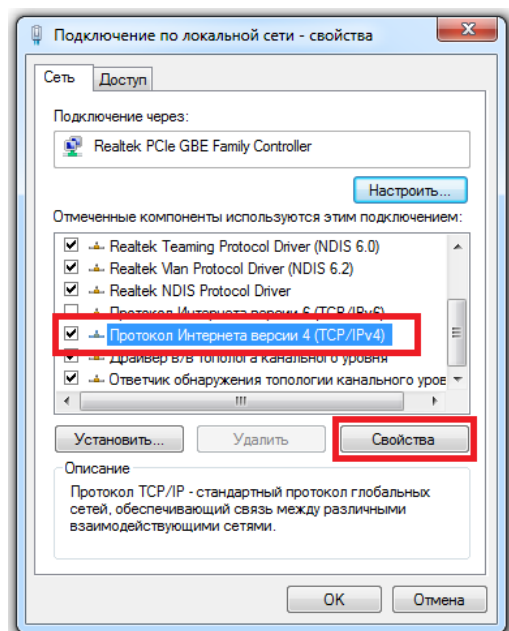 Подключение по локальной сети - свойства
Сеть
Доступ
Подключение через:
Realtek PCIe GBE Family Controller
Настроить...
Отмеченные компоненты используются этим подключением:
Realtek Teaming Protocol Driver (NDIS 6.0)
Realtek Vlan Protocol Driver (NDIS 6.2)
Realtek NDIS Protocol Driver
Протокол Интернета версии 6 (TCP/IPv6)
Протокол Интернета версии 4 (TCP/IPv4)
Драйвер в/в тополога канального уровня
Ответчик обнаружения топологии канального уров
Установить...
Удалить
Свойства
Описание
Протокол TCP/IP - стандартный протокол глобальных
сетей, обеспечивающий связь между различными
взаимодействующими сетями.
OK
Отмена